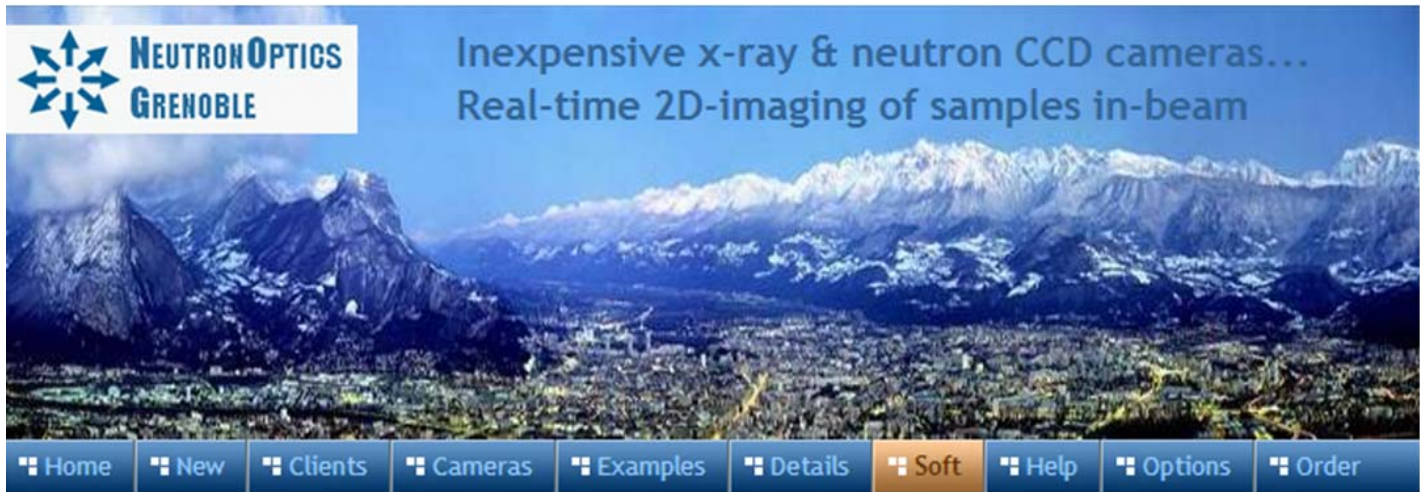 NEUTRONOPTICS
GRENOBLE
Inexpensive x-ray & neutron CCD cameras...
Real-time 2D-imaging of samples in-beam
Home New Clients Cameras Examples Details Soft Help Options Order